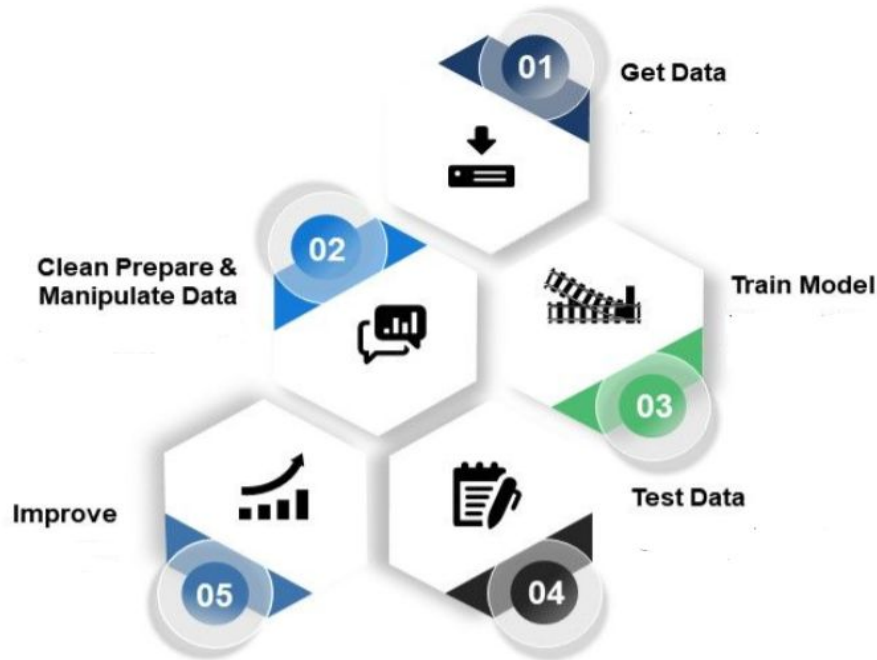 01
Get Data
02
Clean Prepare &
Manipulate Data
Train Model
03
Test Data
04
Improve
05